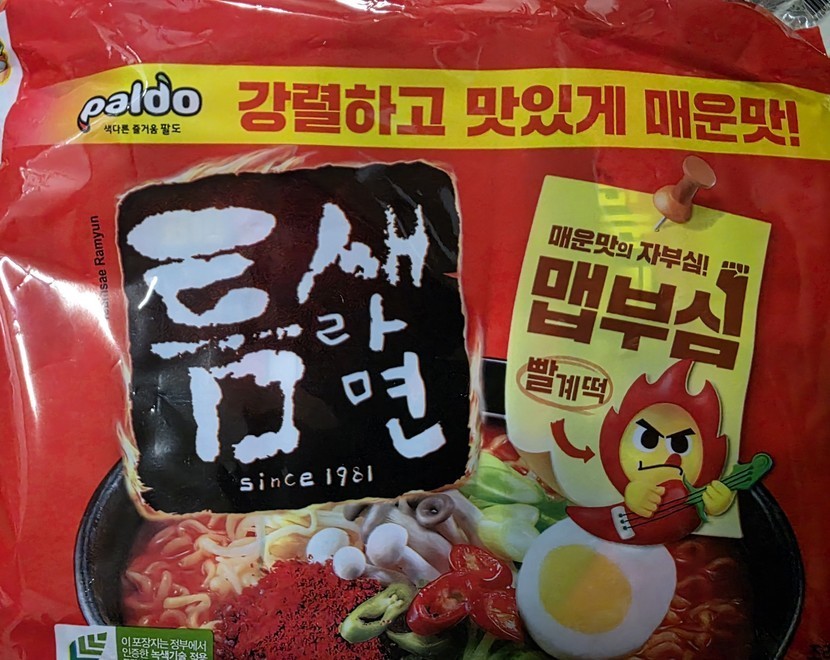 paldo
색다른 즐거움 팔도
강렬하고 맛있게 매운맛!
Ramyun
틈새
라면
since 1981
매운맛의 자부심!
맵부심
빨계떡
이 포장지는 정부에서
인증한 녹색기술 적용